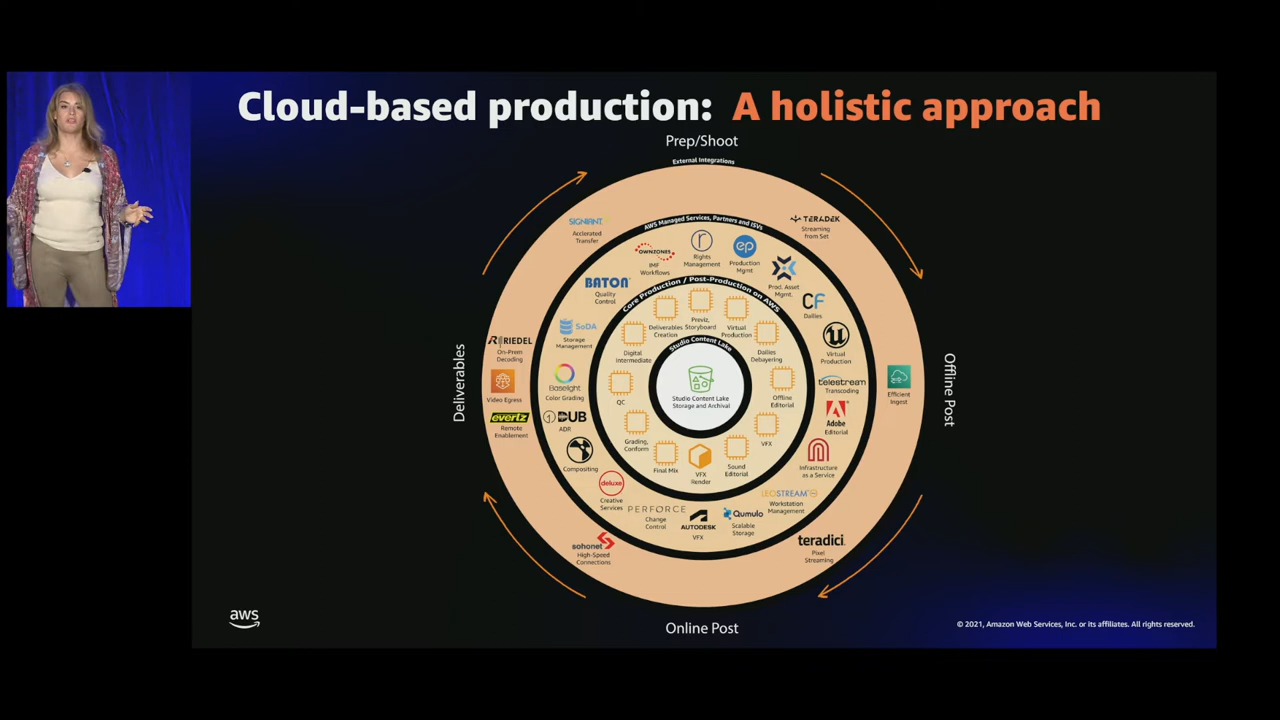 Cloud-based production: A holistic approach
Prep/Shoot
External Integrations
SIGNIANT
Acclerated
Transfer
TERADEK
Streaming
from Set
AWS Managed Services, Partners and ISVs
OWNZONES
IMF
Workflows
r
Rights
Management
ep
Production
Mgmt
Prod. Asset
Mgmt.
BATON
Quality
Control
CF
Dailies
Core Production / Post-Production on AWS
Deliverables
Creation
Previz,
Storyboard
Virtual
Production
SoDA
Storage
Management
Digital
Intermediate
Studio Content Lake
Dailies
Debayering
Virtual
Production
RIEDEL
On-Prem
Decoding
Deliverables
Video Egress
Baselight
Color Grading
QC
Studio Content Lake
Storage and Archival
Offline
Editorial
telestream
Transcoding
Efficient
Ingest
Offline Post
evertz
Remote
Enablement
DUB
ADR
Adobe
Editorial
Grading,
Conform
VFX
Compositing
Final Mix
VFX
Render
Sound
Editorial
Infrastructure
as a Service
deluxe
Creative
Services
PERFORCE
Change
Control
AUTODESK
VFX
Qumulo
Scalable
Storage
LEOSTREAM
Workstation
Management
sohonet
High-Speed
Connections
teradici
Pixel
Streaming
aws
Online Post
© 2021, Amazon Web Services, Inc. or its affiliates. All rights reserved.